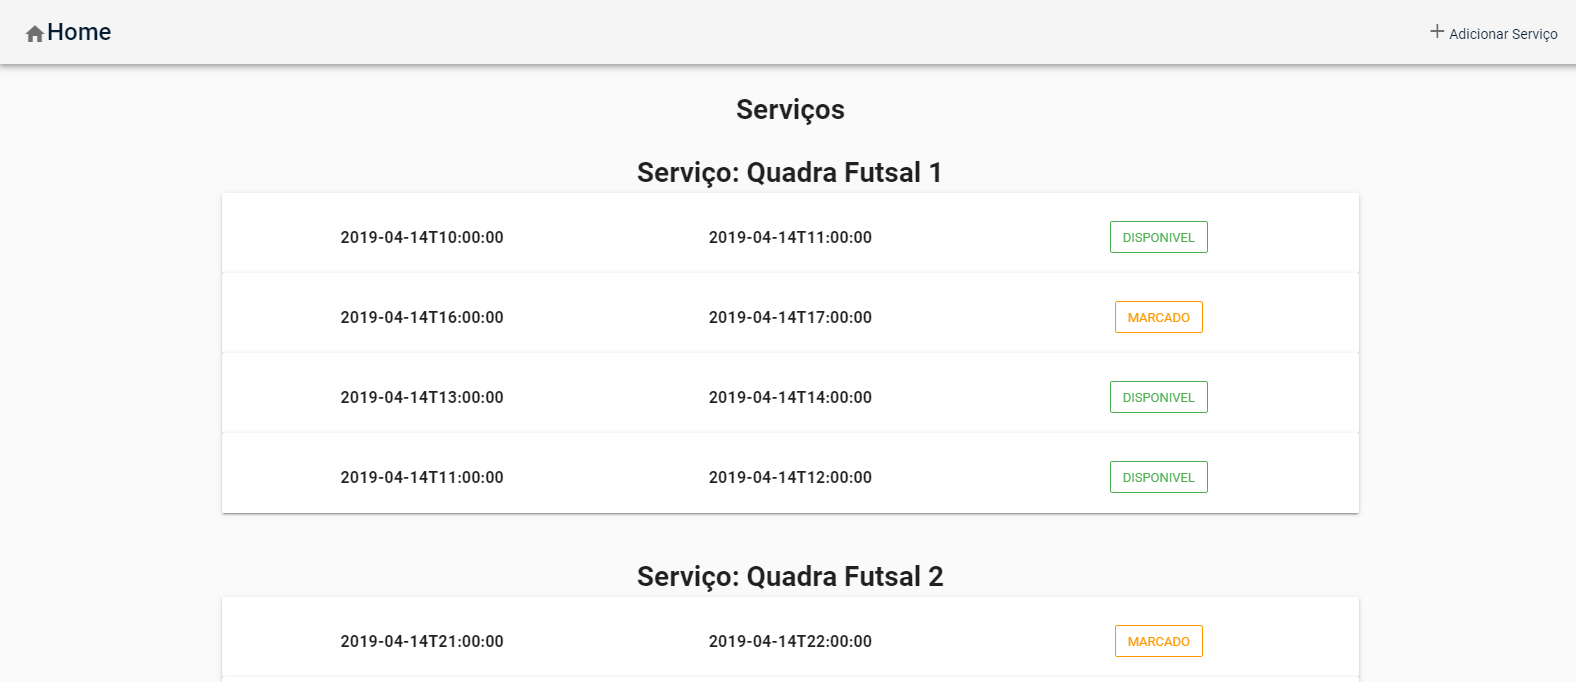 Home
Adicionar Serviço
Serviços
Serviço: Quadra Futsal 1
2019-04-14T10:00:00 2019-04-14T11:00:00 DISPONIVEL
2019-04-14T16:00:00 2019-04-14T17:00:00 MARCADO
2019-04-14T13:00:00 2019-04-14T14:00:00 DISPONIVEL
2019-04-14T11:00:00 2019-04-14T12:00:00 DISPONIVEL
Serviço: Quadra Futsal 2
2019-04-14T21:00:00 2019-04-14T22:00:00 MARCADO